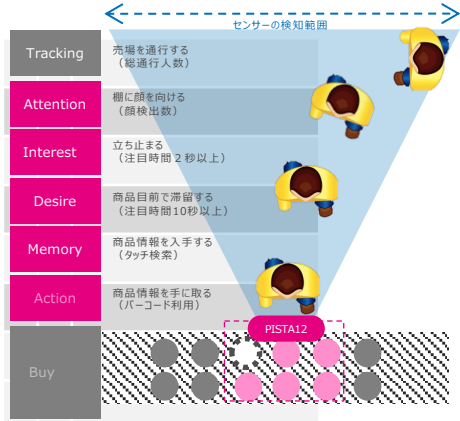 センサーの検知範囲
Tracking
売場を通行する
（総通行人数）
Attention
棚に顔を向ける
（顔検出数）
Interest
立ち止まる
（注目時間２秒以上）
Desire
商品目前で滞留する
（注目時間10秒以上）
Memory
商品情報を入手する
（タッチ検索）
Action
商品情報を手に取る
（バーコード利用）
PISTA12
Buy